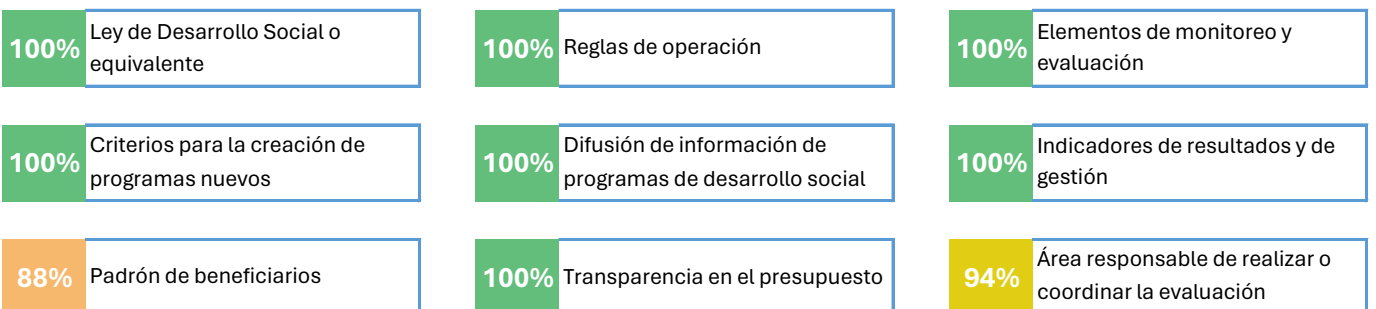 100%
Ley de Desarrollo Social o
equivalente
100%
Reglas de operación
100%
Elementos de monitoreo y
evaluación
100%
Criterios para la creación de
programas nuevos
100%
Difusión de información de
programas de desarrollo social
100%
Indicadores de resultados y de
gestión
88%
Padrón de beneficiarios
100%
Transparencia en el presupuesto
94%
Área responsable de realizar o
coordinar la evaluación